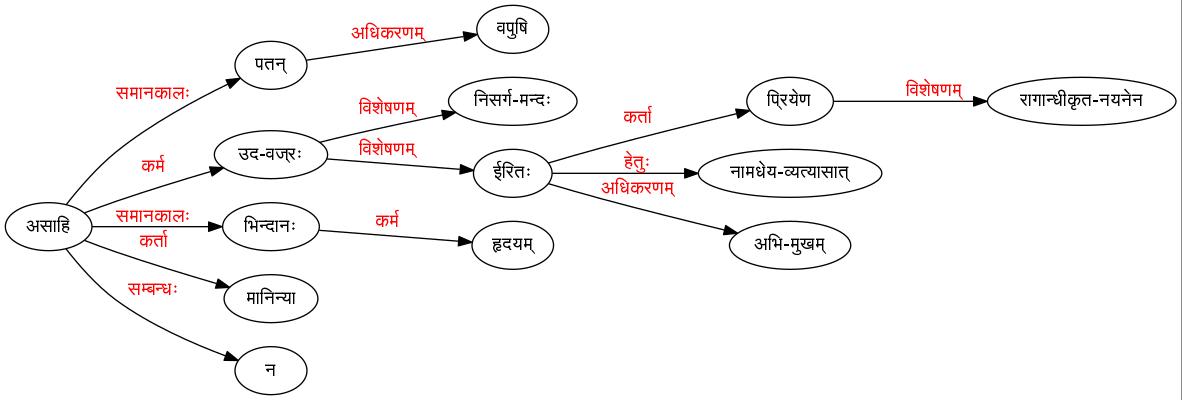 वपुषि
अधिकरणम्
पतन्
समानकालः
निसर्ग-मन्दः
प्रियेण
विशेषणम्
रागान्धीकृत-नयनेन
विशेषणम्
कर्ता
उद-वज्रः
विशेषणम्
कर्म
ईरितः
हेतुः
नामधेय-व्यत्यासात्
अधिकरणम्
असाहि
समानकालः
भिन्दानः
कर्म
हृदयम्
अभि-मुखम्
कर्ता
मानिन्या
सम्बन्धः
न